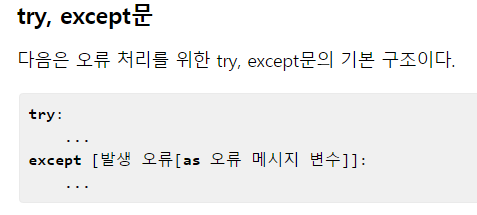 try, except문
다음은 오류 처리를 위한 try, except문의 기본 구조이다.
try:
    ...
except [발생 오류[as 오류 메시지 변수]]:
    ...